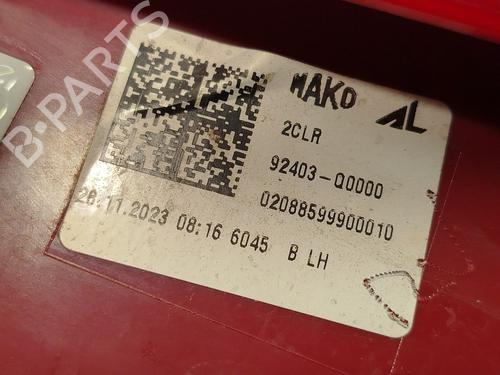 MAKO AL
2CLR
92403-Q0000
02088599900010
28.11.2023 08:16 6045 B LH
B-PARTS